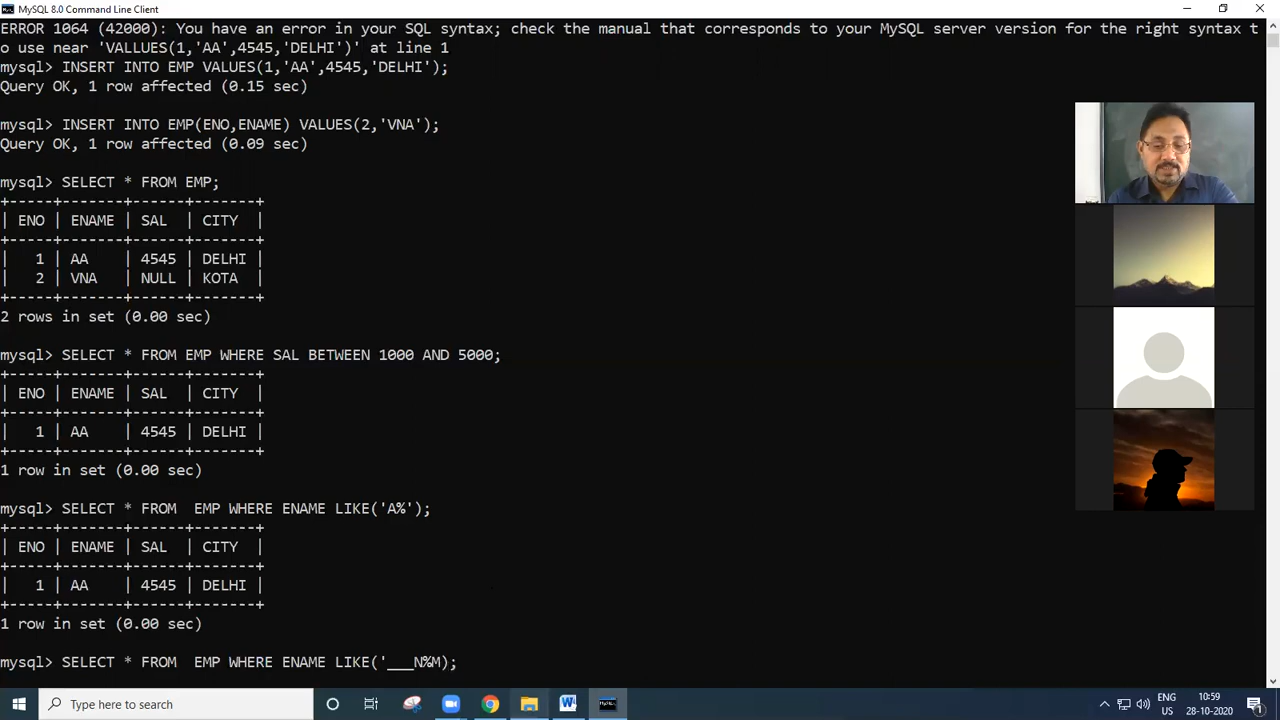 MySQL 8.0 Command Line Client
ERROR 1064 (42000): You have an error in your SQL syntax; check the manual that corresponds to your MySQL server version for the right syntax t
o use near 'VALLUES(1,'AA',4545,'DELHI')' at line 1
mysql> INSERT INTO EMP VALUES(1,'AA',4545,'DELHI');
Query OK, 1 row affected (0.15 sec)
mysql> INSERT INTO EMP(ENO,ENAME) VALUES(2,'VNA');
Query OK, 1 row affected (0.09 sec)
mysql> SELECT * FROM EMP;
+-----+-------+------+-------+
| ENO | ENAME | SAL  | CITY  |
+-----+-------+------+-------+
|   1 | AA    | 4545 | DELHI |
|   2 | VNA   | NULL | KOTA  |
+-----+-------+------+-------+
2 rows in set (0.00 sec)
mysql> SELECT * FROM EMP WHERE SAL BETWEEN 1000 AND 5000;
+-----+-------+------+-------+
| ENO | ENAME | SAL  | CITY  |
+-----+-------+------+-------+
|   1 | AA    | 4545 | DELHI |
+-----+-------+------+-------+
1 row in set (0.00 sec)
mysql> SELECT * FROM  EMP WHERE ENAME LIKE('A%');
+-----+-------+------+-------+
| ENO | ENAME | SAL  | CITY  |
+-----+-------+------+-------+
|   1 | AA    | 4545 | DELHI |
+-----+-------+------+-------+
1 row in set (0.00 sec)
mysql> SELECT * FROM  EMP WHERE ENAME LIKE('___N%M);
Type here to search
ENG
US
10:59
28-10-2020